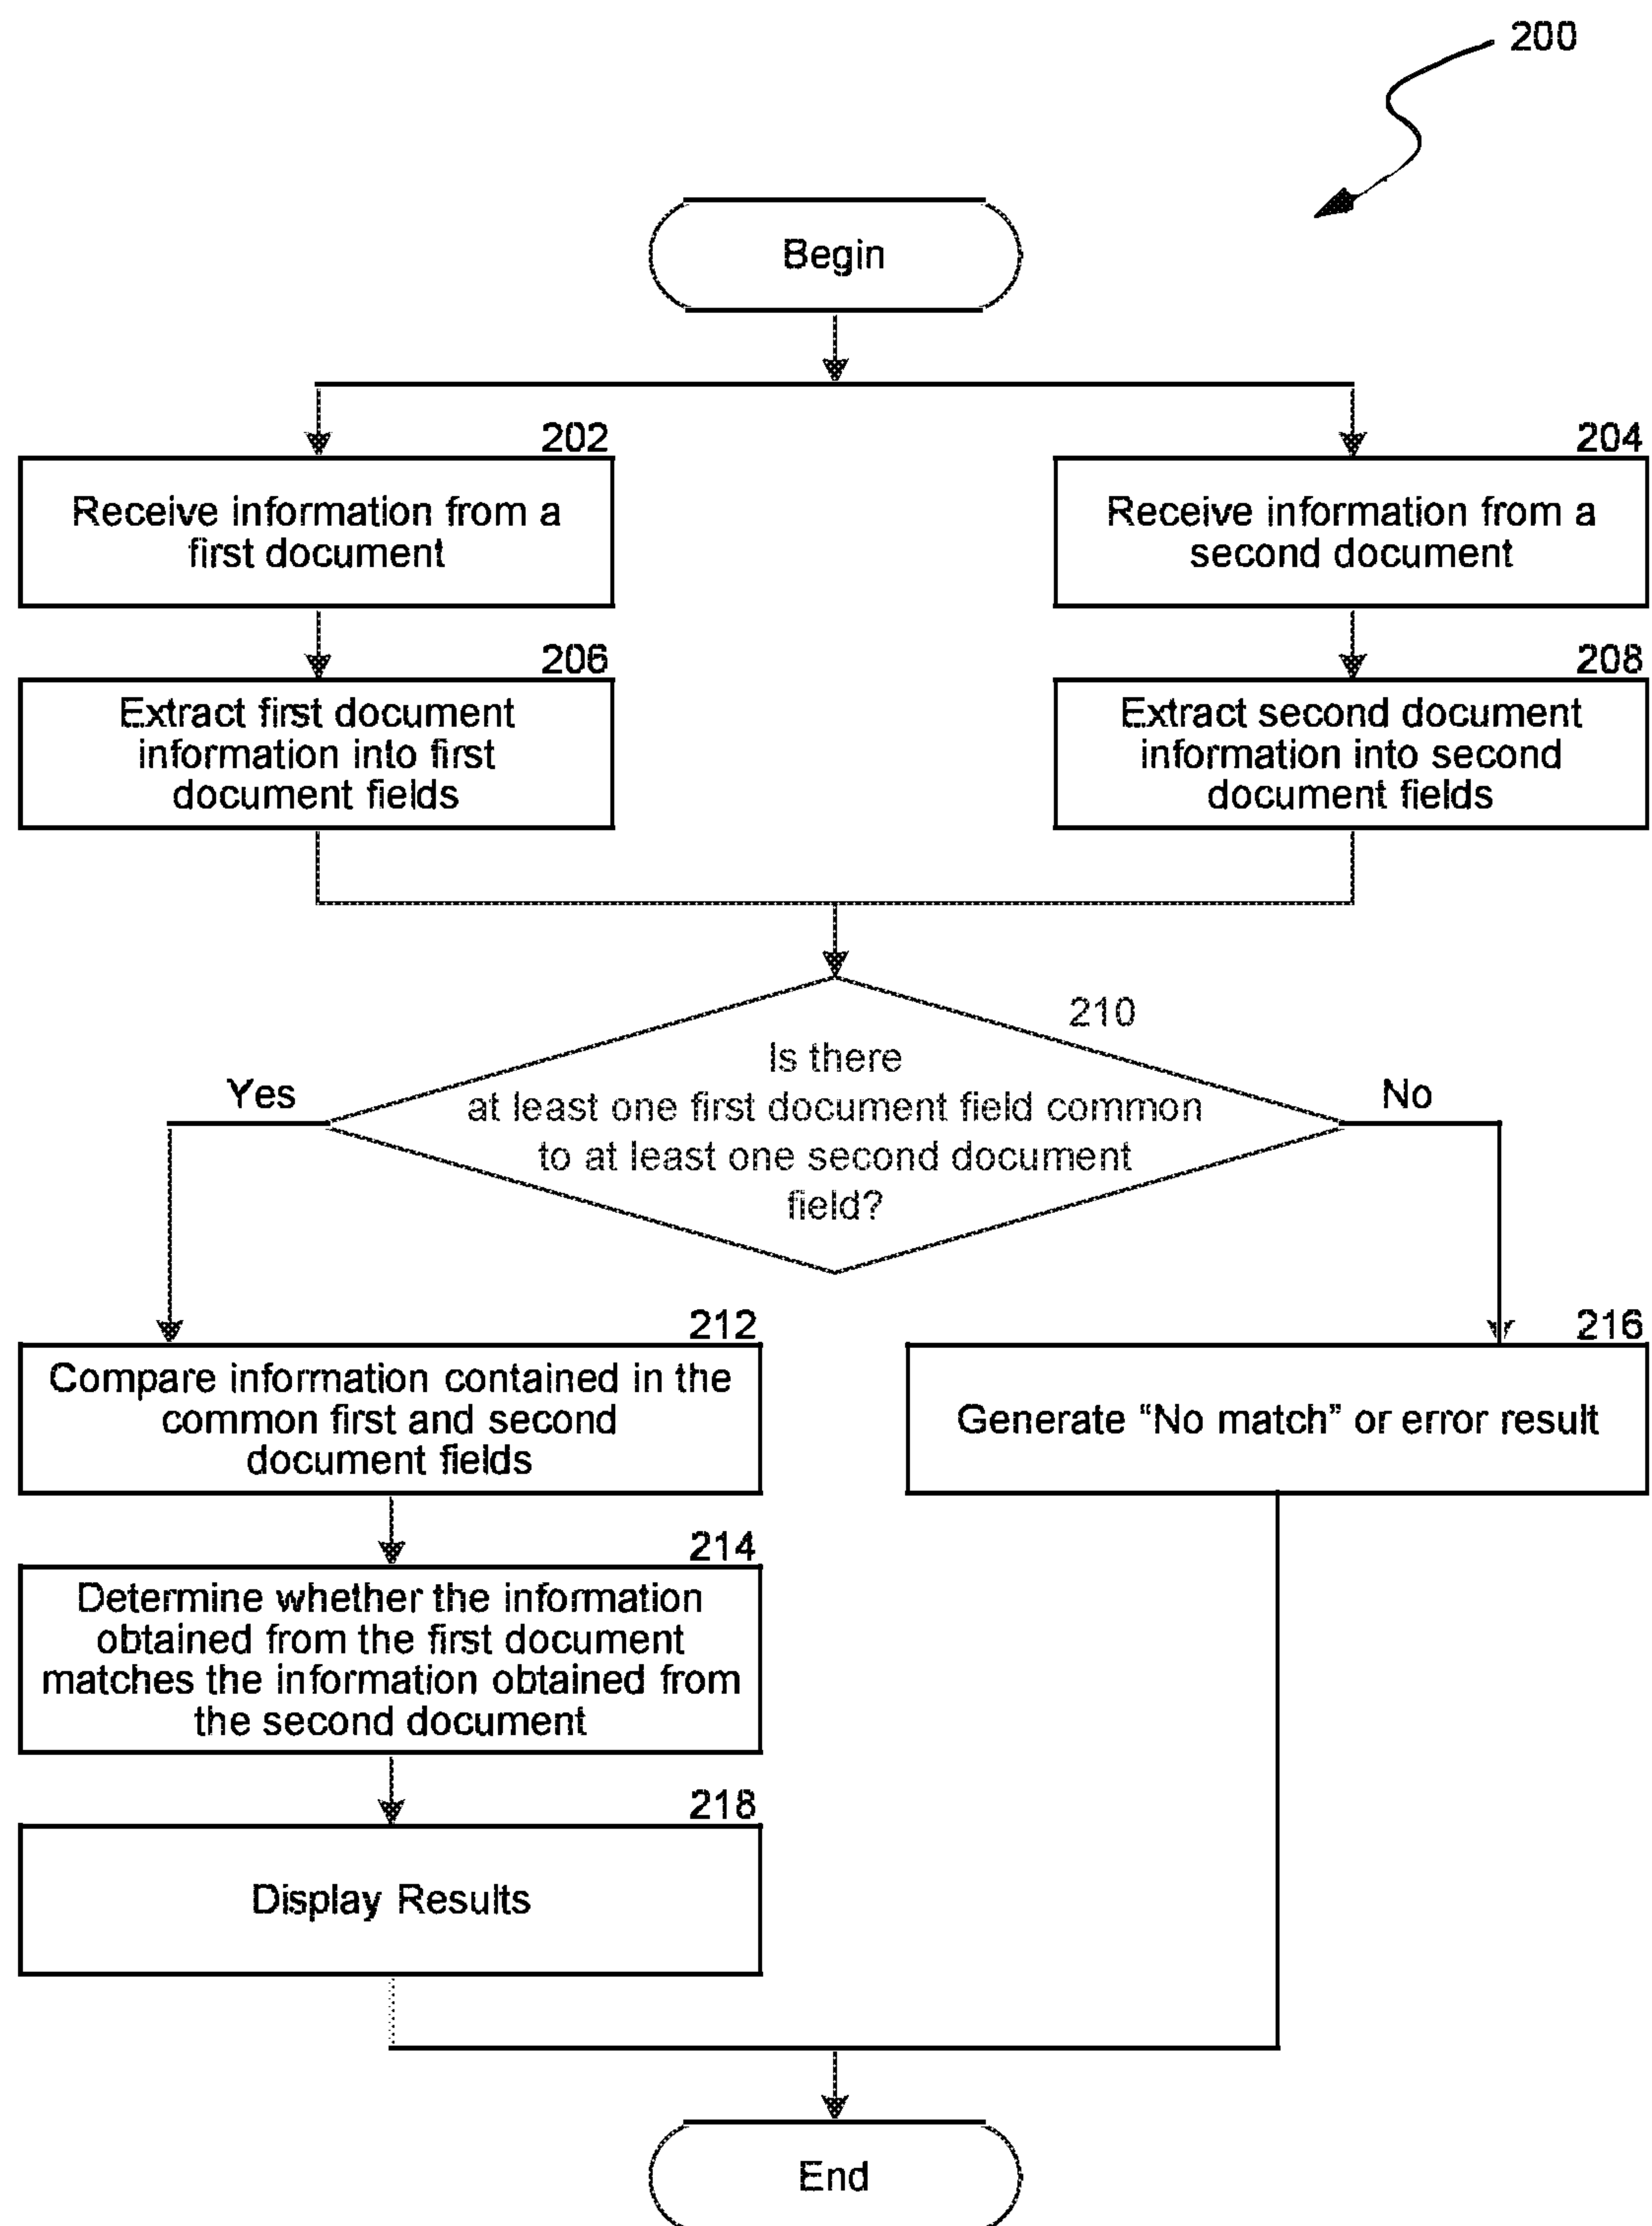 200
Begin
202
Receive information from a
first document
204
Receive information from a
second document
206
Extract first document
information into first
document fields
208
Extract second document
information into second
document fields
210
Is there
at least one first document field common
to at least one second document
field?
Yes
No
212
Compare information contained in the
common first and second
document fields
216
Generate “No match” or error result
214
Determine whether the information
obtained from the first document
matches the information obtained from
the second document
218
Display Results
End